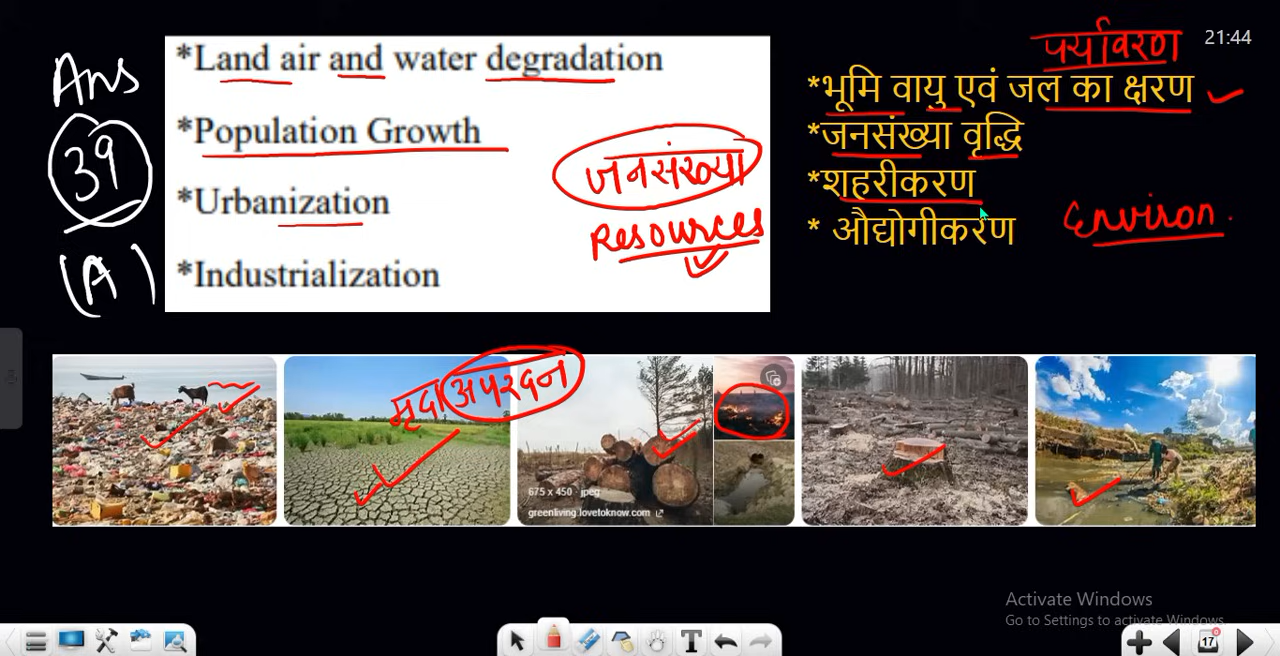 पर्यावरण 21:44
Ans
39
(A)
*Land air and water degradation
*Population Growth
*Urbanization
*Industrialization
जनसंख्या
Resources
*भूमि वायु एवं जल का क्षरण
*जनसंख्या वृद्धि
*शहरीकरण
* औद्योगीकरण
Environ.
मृदा अपरदन
675 x 450 · jpeg
greenliving.lovetoknow.com
Activate Windows
Go to Settings to activate Windows.
T
17